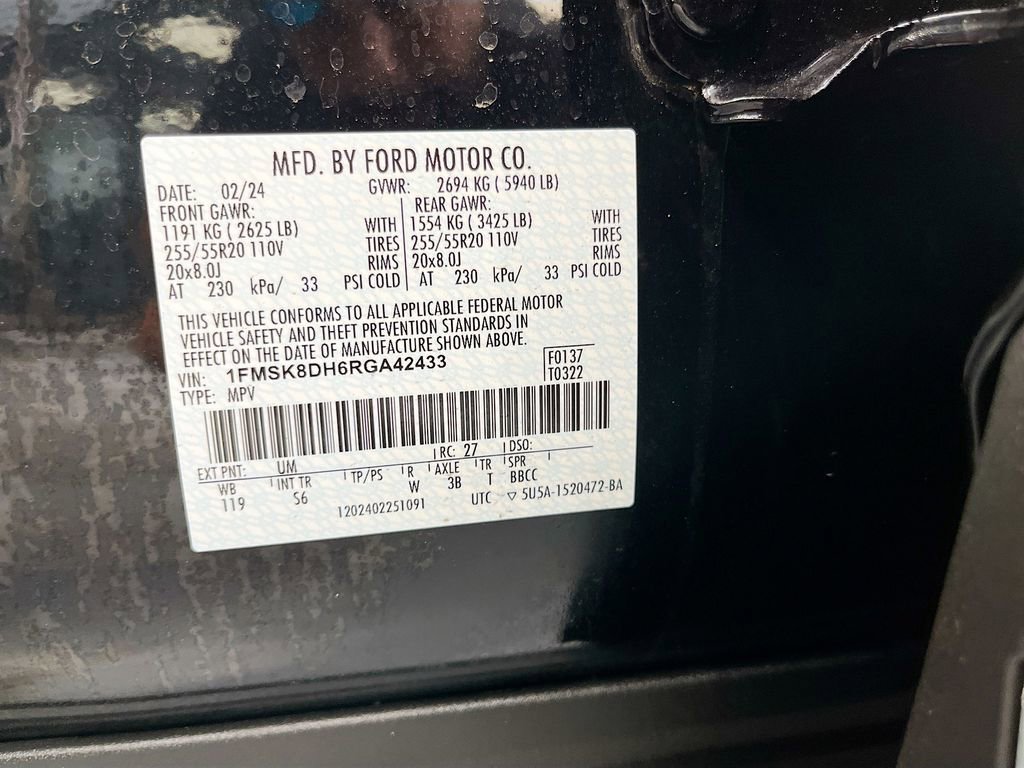 MFD. BY FORD MOTOR CO.
DATE: 02/24 GVWR: 2694 KG ( 5940 LB)
FRONT GAWR: REAR GAWR:
1191 KG ( 2625 LB) WITH 1554 KG ( 3425 LB) WITH
255/55R20 110V TIRES 255/55R20 110V TIRES
20x8.0J RIMS 20x8.0J RIMS
AT 230 kPa/ 33 PSI COLD AT 230 kPa/ 33 PSI COLD
THIS VEHICLE CONFORMS TO ALL APPLICABLE FEDERAL MOTOR
VEHICLE SAFETY AND THEFT PREVENTION STANDARDS IN
EFFECT ON THE DATE OF MANUFACTURE SHOWN ABOVE.
VIN: 1FMSK8DH6RGA42433 F0137
TYPE: MPV T0322
EXT PNT: UM RC: 27 DSO:
WB INT TR TP/PS R AXLE TR SPR
119 S6 W 3B T BBCC
1202402251091 UTC ▽ 5U5A-1520472-BA